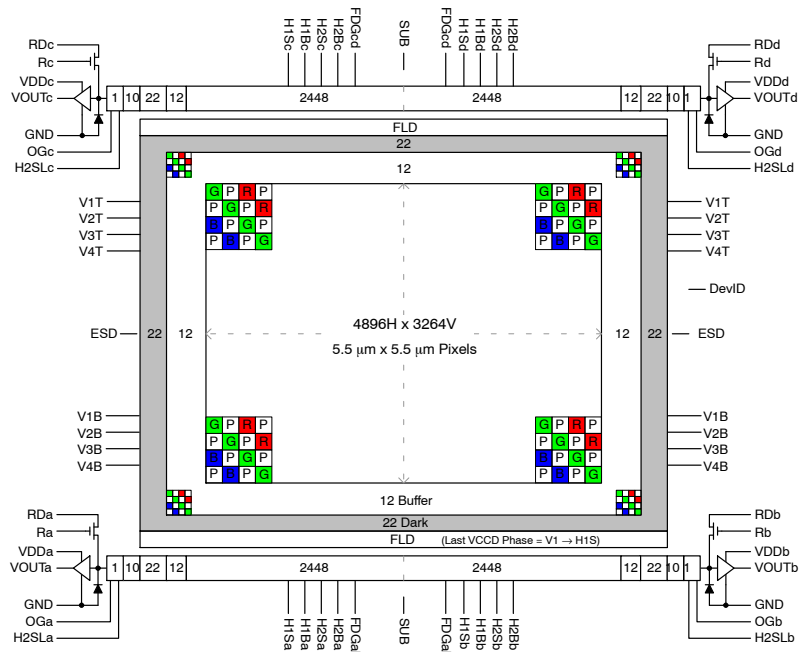 H1Sc
H1Bc
H2Sc
H2Bc
FDGcd
SUB
FDGcd
H1Sd
H1Bd
H2Sd
H2Bd
RDc
Rc
VDDc
VOUTc
GND
OGc
H2SLc
RDd
Rd
VDDd
VOUTd
GND
OGd
H2SLd
1 10 22 12 2448 2448 12 22 10 1
FLD
22
12
G P R P
P G P R
B P G P
P B P G
G P R P
P G P R
B P G P
P B P G
V1T
V2T
V3T
V4T
V1T
V2T
V3T
V4T
DevID
ESD
22
12
4896H x 3264V
5.5 µm x 5.5 µm Pixels
12
22
ESD
V1B
V2B
V3B
V4B
V1B
V2B
V3B
V4B
G P R P
P G P R
B P G P
P B P G
G P R P
P G P R
B P G P
P B P G
12 Buffer
22 Dark
FLD (Last VCCD Phase = V1 → H1S)
RDa
Ra
VDDa
VOUTa
GND
OGa
H2SLa
RDb
Rb
VDDb
VOUTb
GND
OGb
H2SLb
1 10 22 12 2448 2448 12 22 10 1
H1Sa
H1Ba
H2Sa
H2Ba
SUB
H1Sb
H1Bb
H2Sb
H2Bb